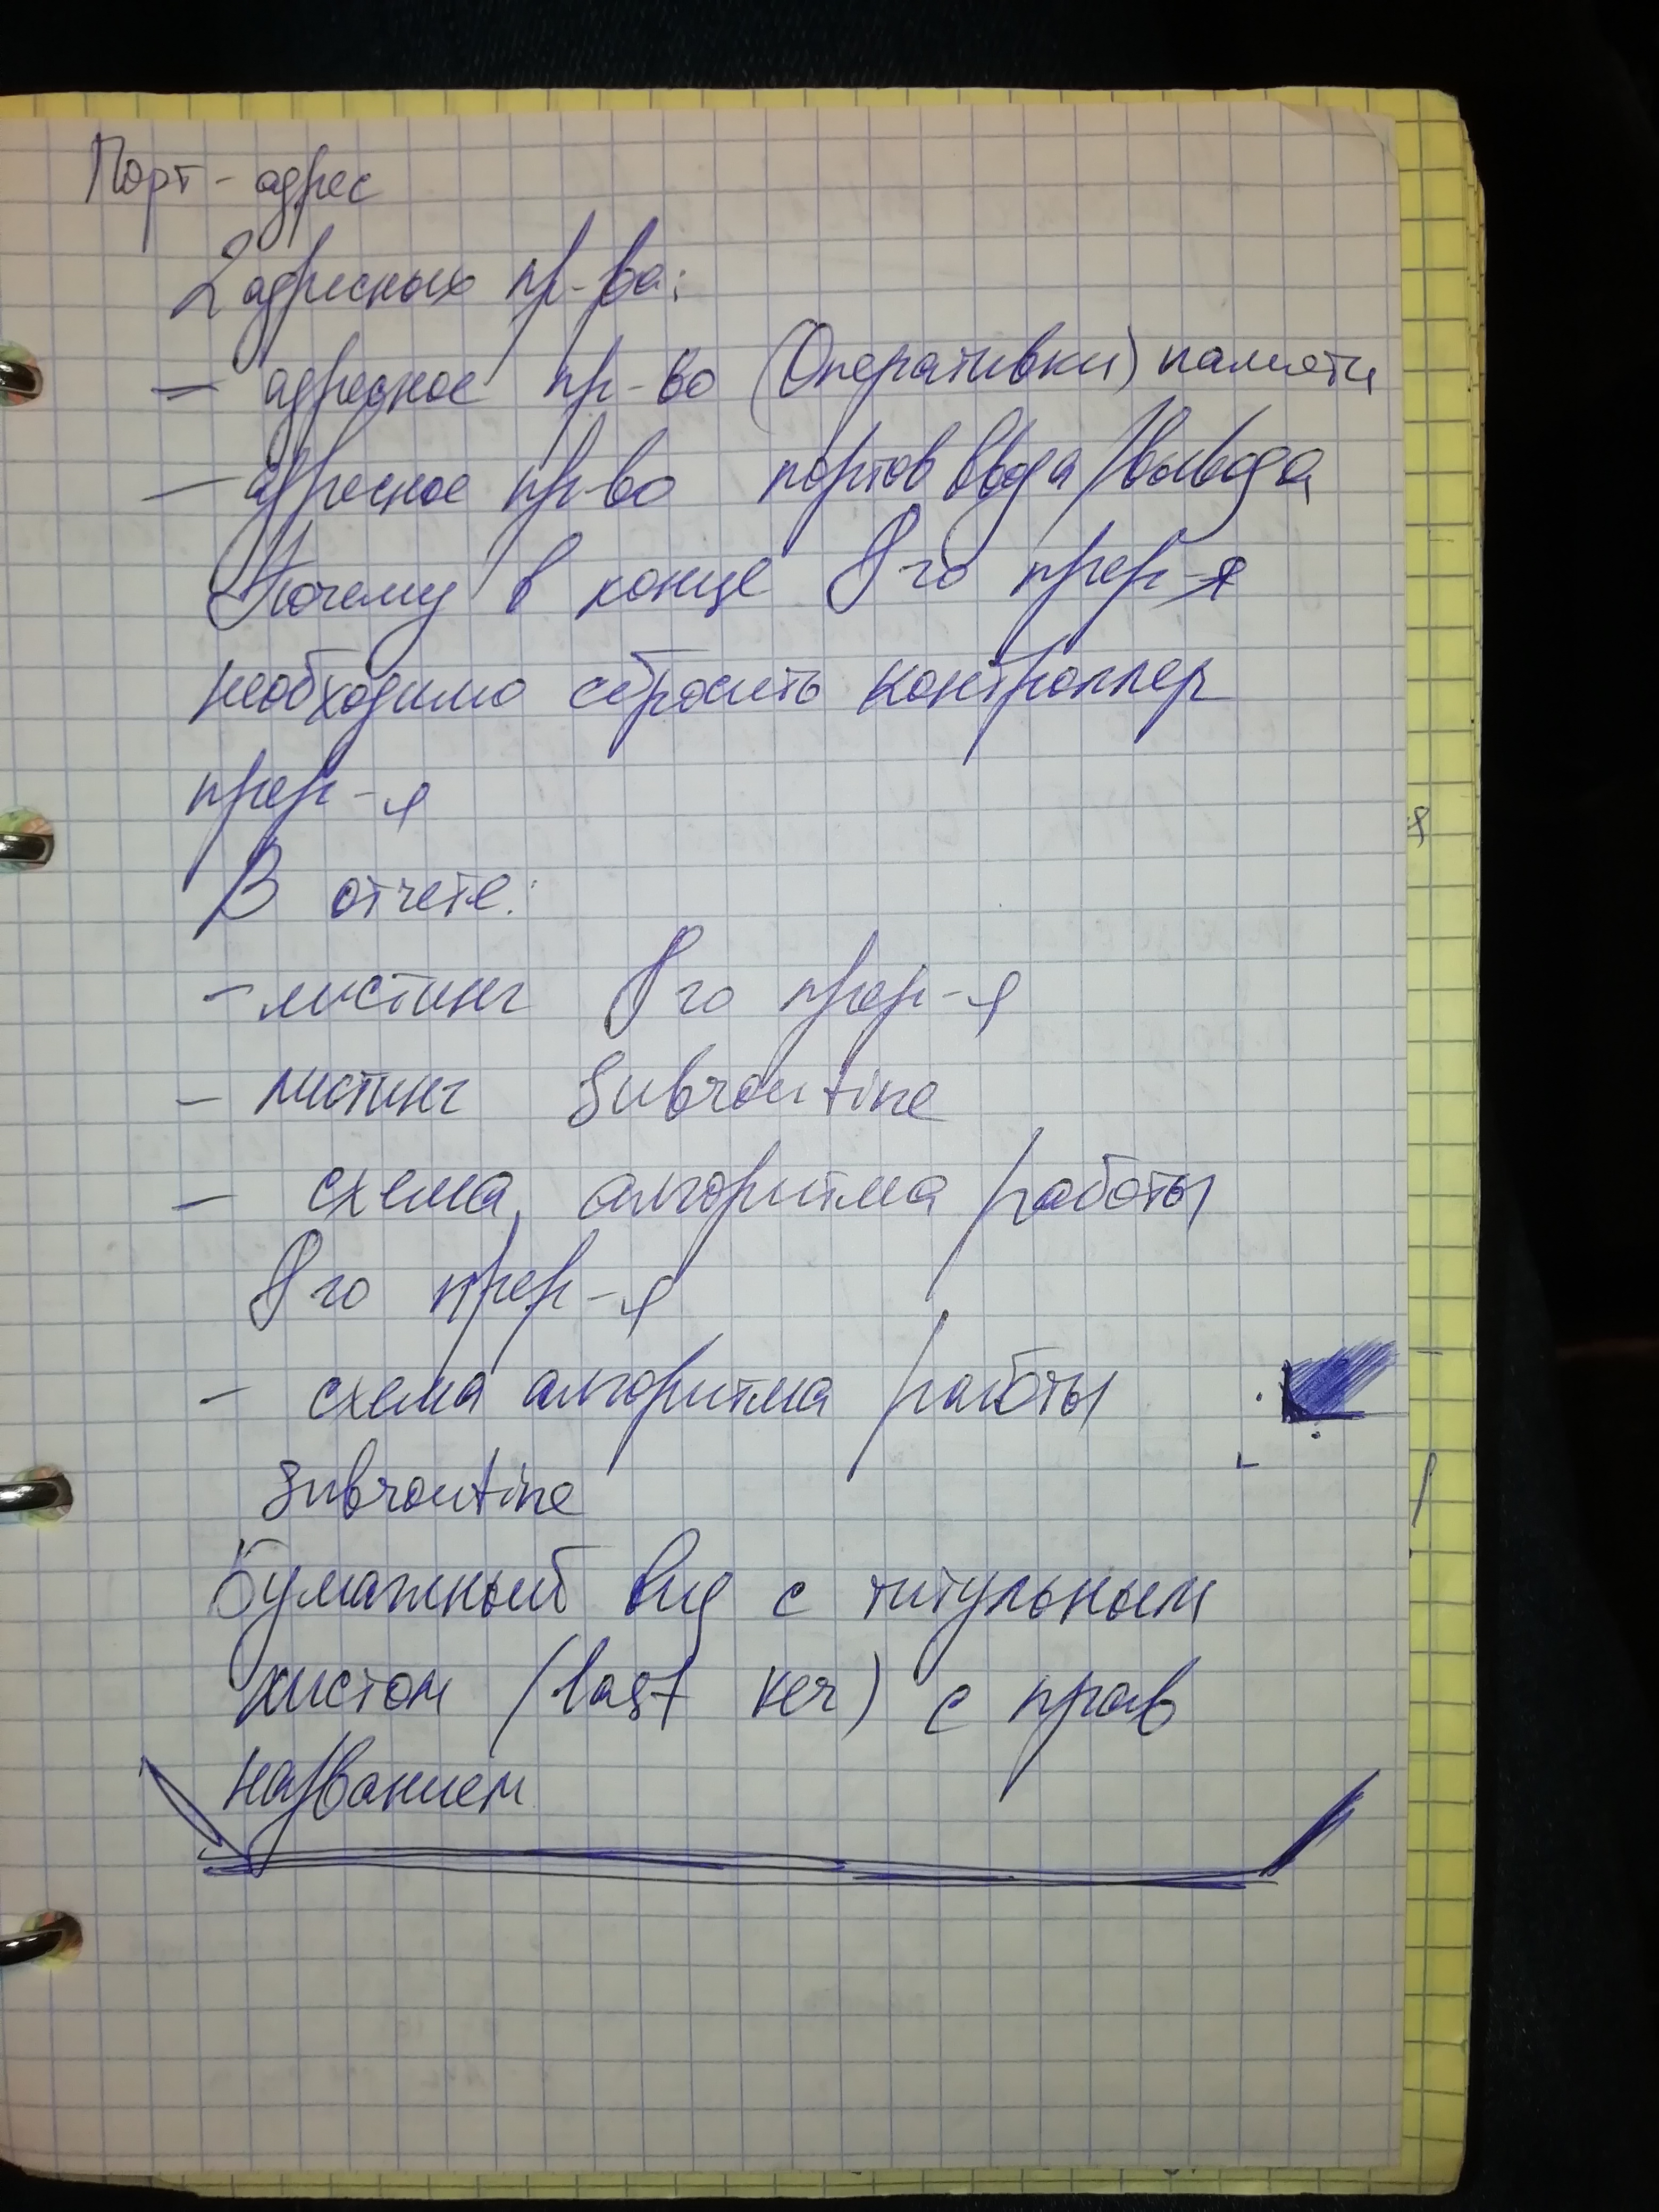 Порт - адрес
2 адресных пр-ва:
- адресное пр-во (Оперативки) памяти
- адресное пр-во портов ввода/вывода
Почему в конце 8го прер-я
необходимо сбросить контроллер
прер-я
В отчете:
- листинг 8го прер-я
- листинг Subroutine
- схема алгоритма работы
8го прер-я
- схема алгоритма работы
Subroutine
Бумажный вид с титульным
листом (last ver) с прав
названием